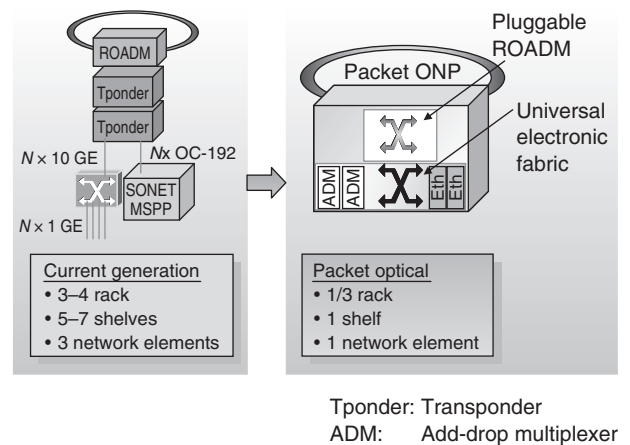 ROADM
Tponder
Tponder
N × 10 GE
Nx OC-192
SONET
MSPP
N × 1 GE
Current generation
• 3–4 rack
• 5–7 shelves
• 3 network elements
Pluggable
ROADM
Packet ONP
Universal
electronic
fabric
ADM
ADM
Eth
Eth
Packet optical
• 1/3 rack
• 1 shelf
• 1 network element
Tponder: Transponder
ADM: Add-drop multiplexer